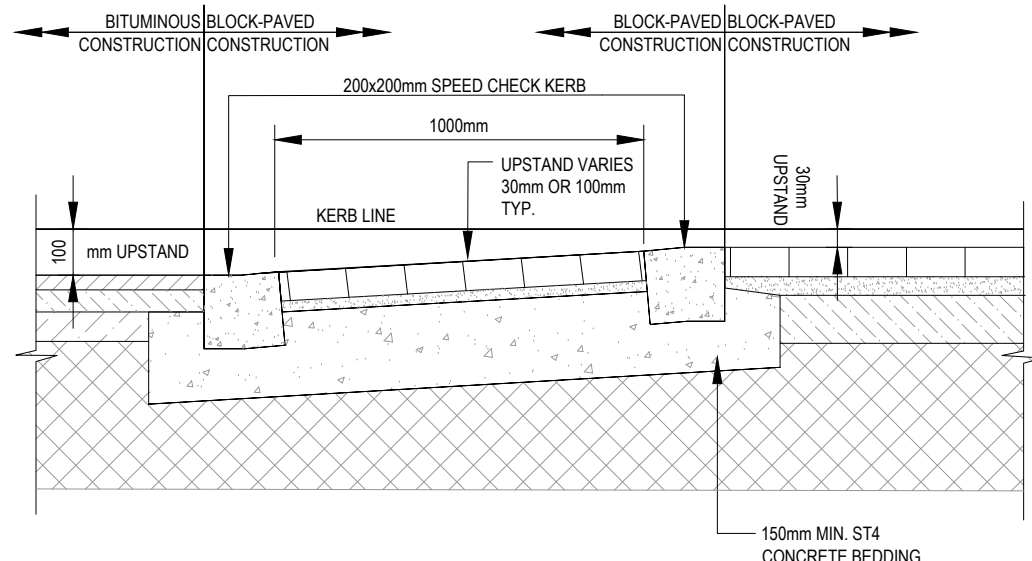 BITUMINOUS BLOCK-PAVED
CONSTRUCTION CONSTRUCTION
BLOCK-PAVED BLOCK-PAVED
CONSTRUCTION CONSTRUCTION
200x200mm SPEED CHECK KERB
1000mm
UPSTAND VARIES
30mm OR 100mm
TYP.
30mm
UPSTAND
KERB LINE
100
mm UPSTAND
150mm MIN. ST4
CONCRETE BEDDING